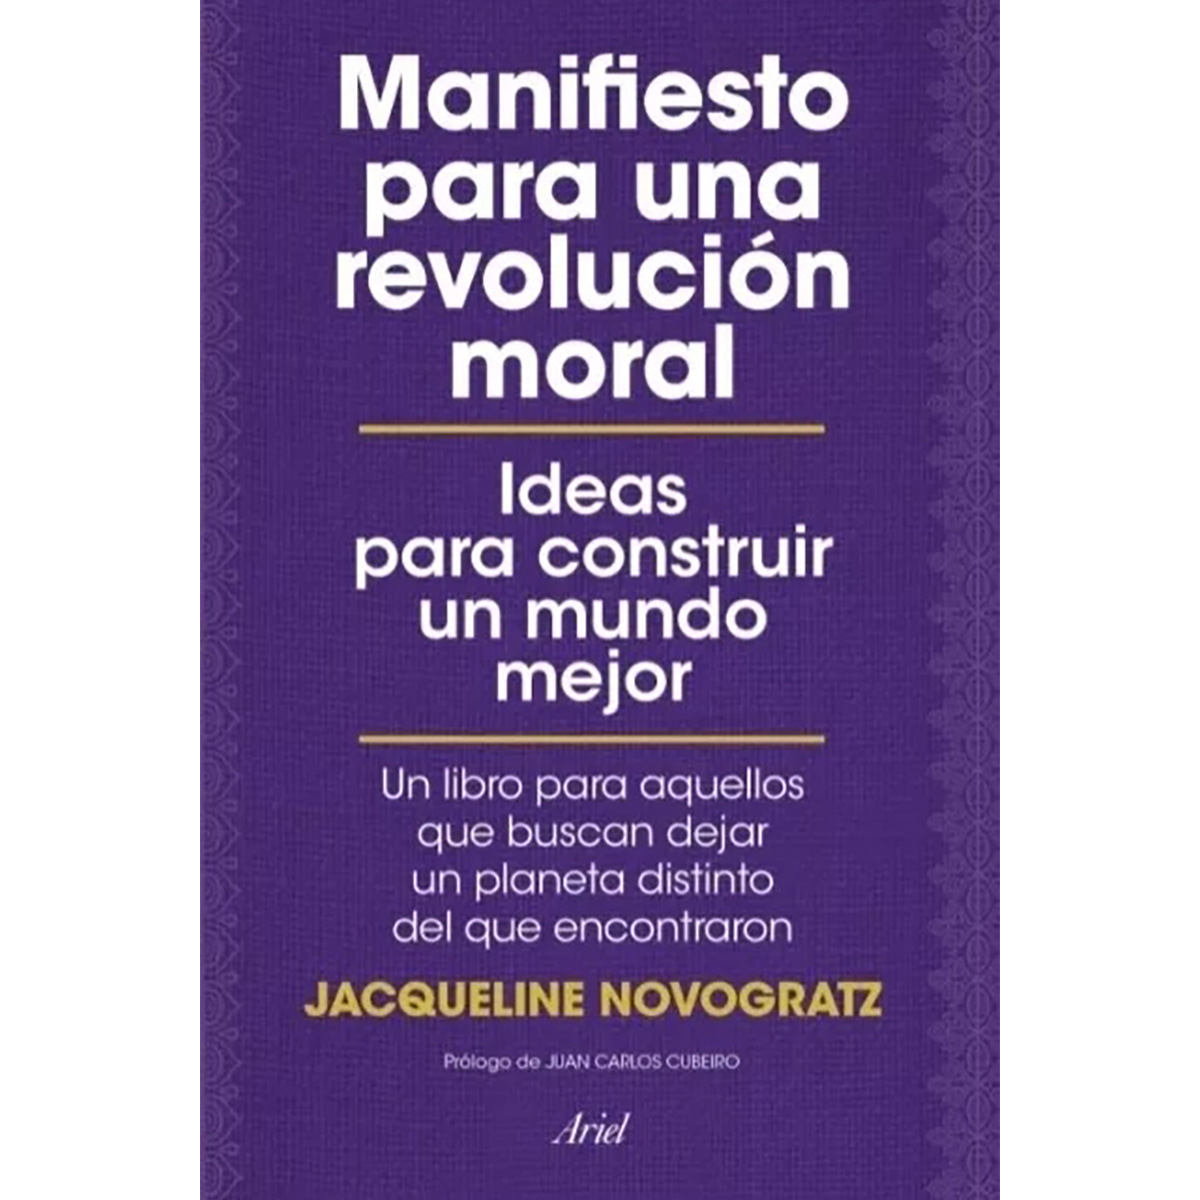 Manifiesto
para una
revolución
moral
Ideas
para construir
un mundo
mejor
Un libro para aquellos
que buscan dejar
un planeta distinto
del que encontraron
JACQUELINE NOVOGRATZ
Prólogo de JUAN CARLOS CUBEIRO
Ariel